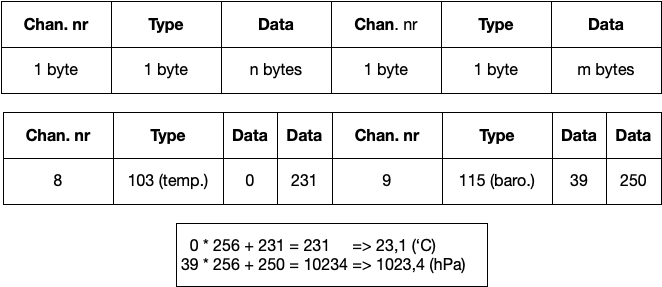 Chan. nr Type Data Chan. nr Type Data
1 byte 1 byte n bytes 1 byte 1 byte m bytes
Chan. nr Type Data Data Chan. nr Type Data Data
8 103 (temp.) 0 231 9 115 (baro.) 39 250
0 * 256 + 231 = 231 => 23,1 (‘C)
39 * 256 + 250 = 10234 => 1023,4 (hPa)